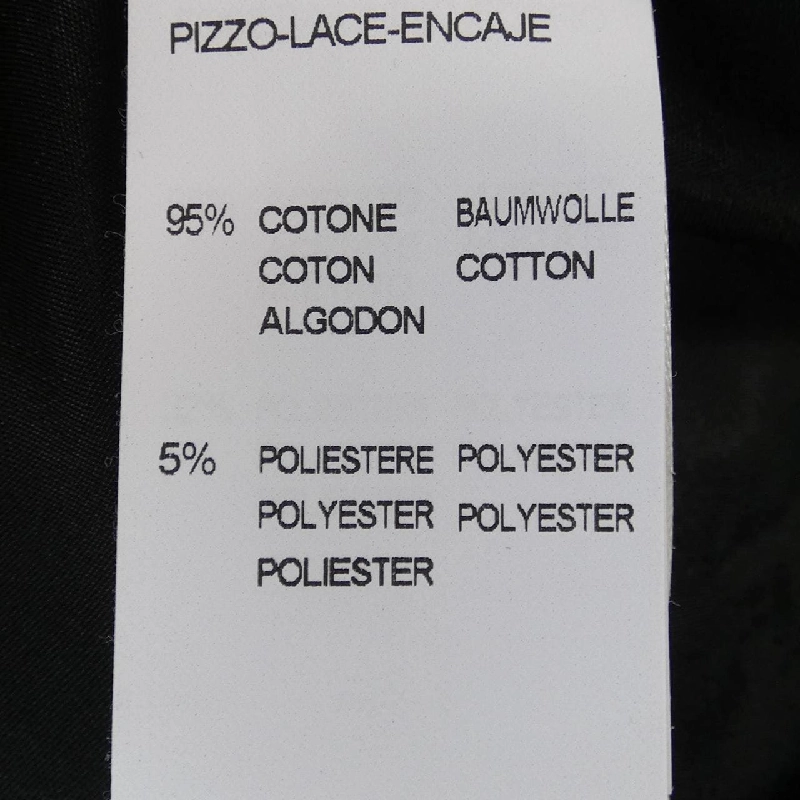 PIZZO-LACE-ENCAJE
95% COTONE BAUMWOLLE
COTON COTTON
ALGODON
5% POLIESTERE POLYESTER
POLYESTER POLYESTER
POLIESTER